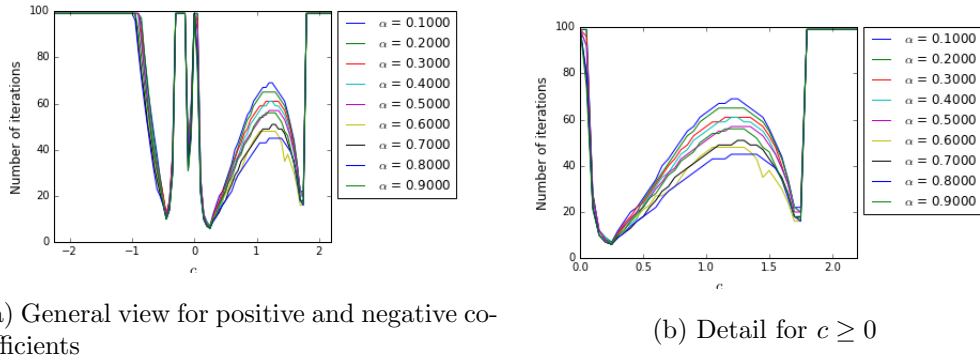 100
80
60
40
20
0
Number of iterations
−2 −1 0 1 2
c
α = 0.1000
α = 0.2000
α = 0.3000
α = 0.4000
α = 0.5000
α = 0.6000
α = 0.7000
α = 0.8000
α = 0.9000
) General view for positive and negative co-
fficients
100
80
60
40
20
0
Number of iterations
0.0 0.5 1.0 1.5 2.0
c
α = 0.1000
α = 0.2000
α = 0.3000
α = 0.4000
α = 0.5000
α = 0.6000
α = 0.7000
α = 0.8000
α = 0.9000
(b) Detail for c ≥ 0